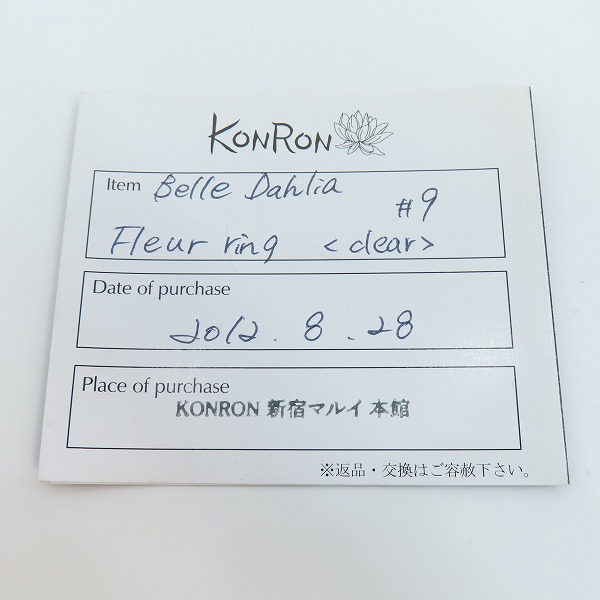 KONRON
Item Belle Dahlia
#9
Fleur ring <clear>
Date of purchase
2012. 8. 28
Place of purchase
KONRON 新宿マルイ本館
※返品・交換はご容赦下さい。